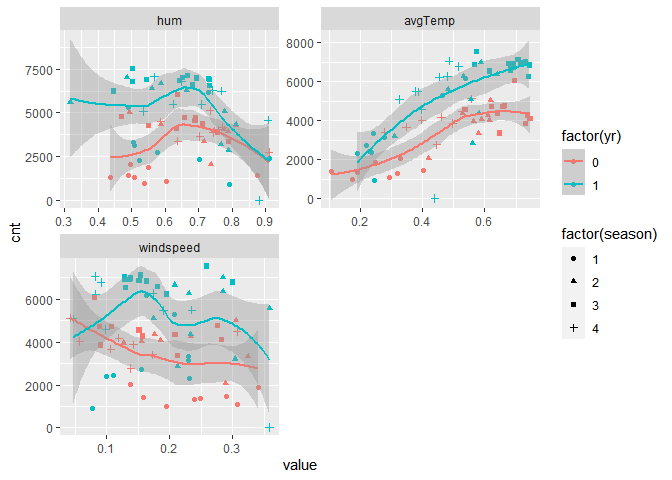 hum
avgTemp
7500
5000
2500
0
0.3 0.4 0.5 0.6 0.7 0.8 0.9
8000
6000
4000
2000
0
0.2 0.4 0.6
windspeed
6000
4000
2000
0
0.1 0.2 0.3
cnt
value
factor(yr)
0
1
factor(season)
1
2
3
4